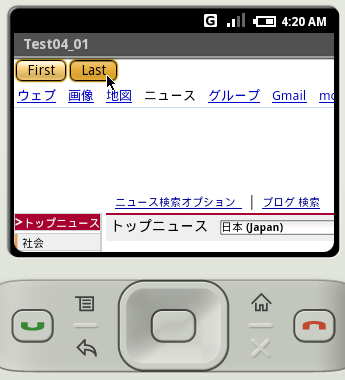 G 4:20 AM
Test04_01
First Last
ウェブ 画像 地図 ニュース グループ Gmail
ニュース検索オプション | ブログ 検索
>トップニュース トップニュース 日本 (Japan)
社会